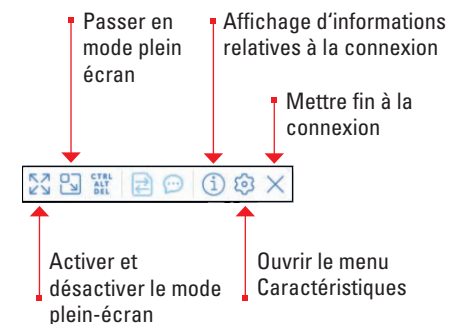 Passer en
mode plein
écran
Affichage d'informations
relatives à la connexion
Mettre fin à la
connexion
CTRL
ALT
DEL
Activer et
désactiver le mode
plein-écran
Ouvrir le menu
Caractéristiques